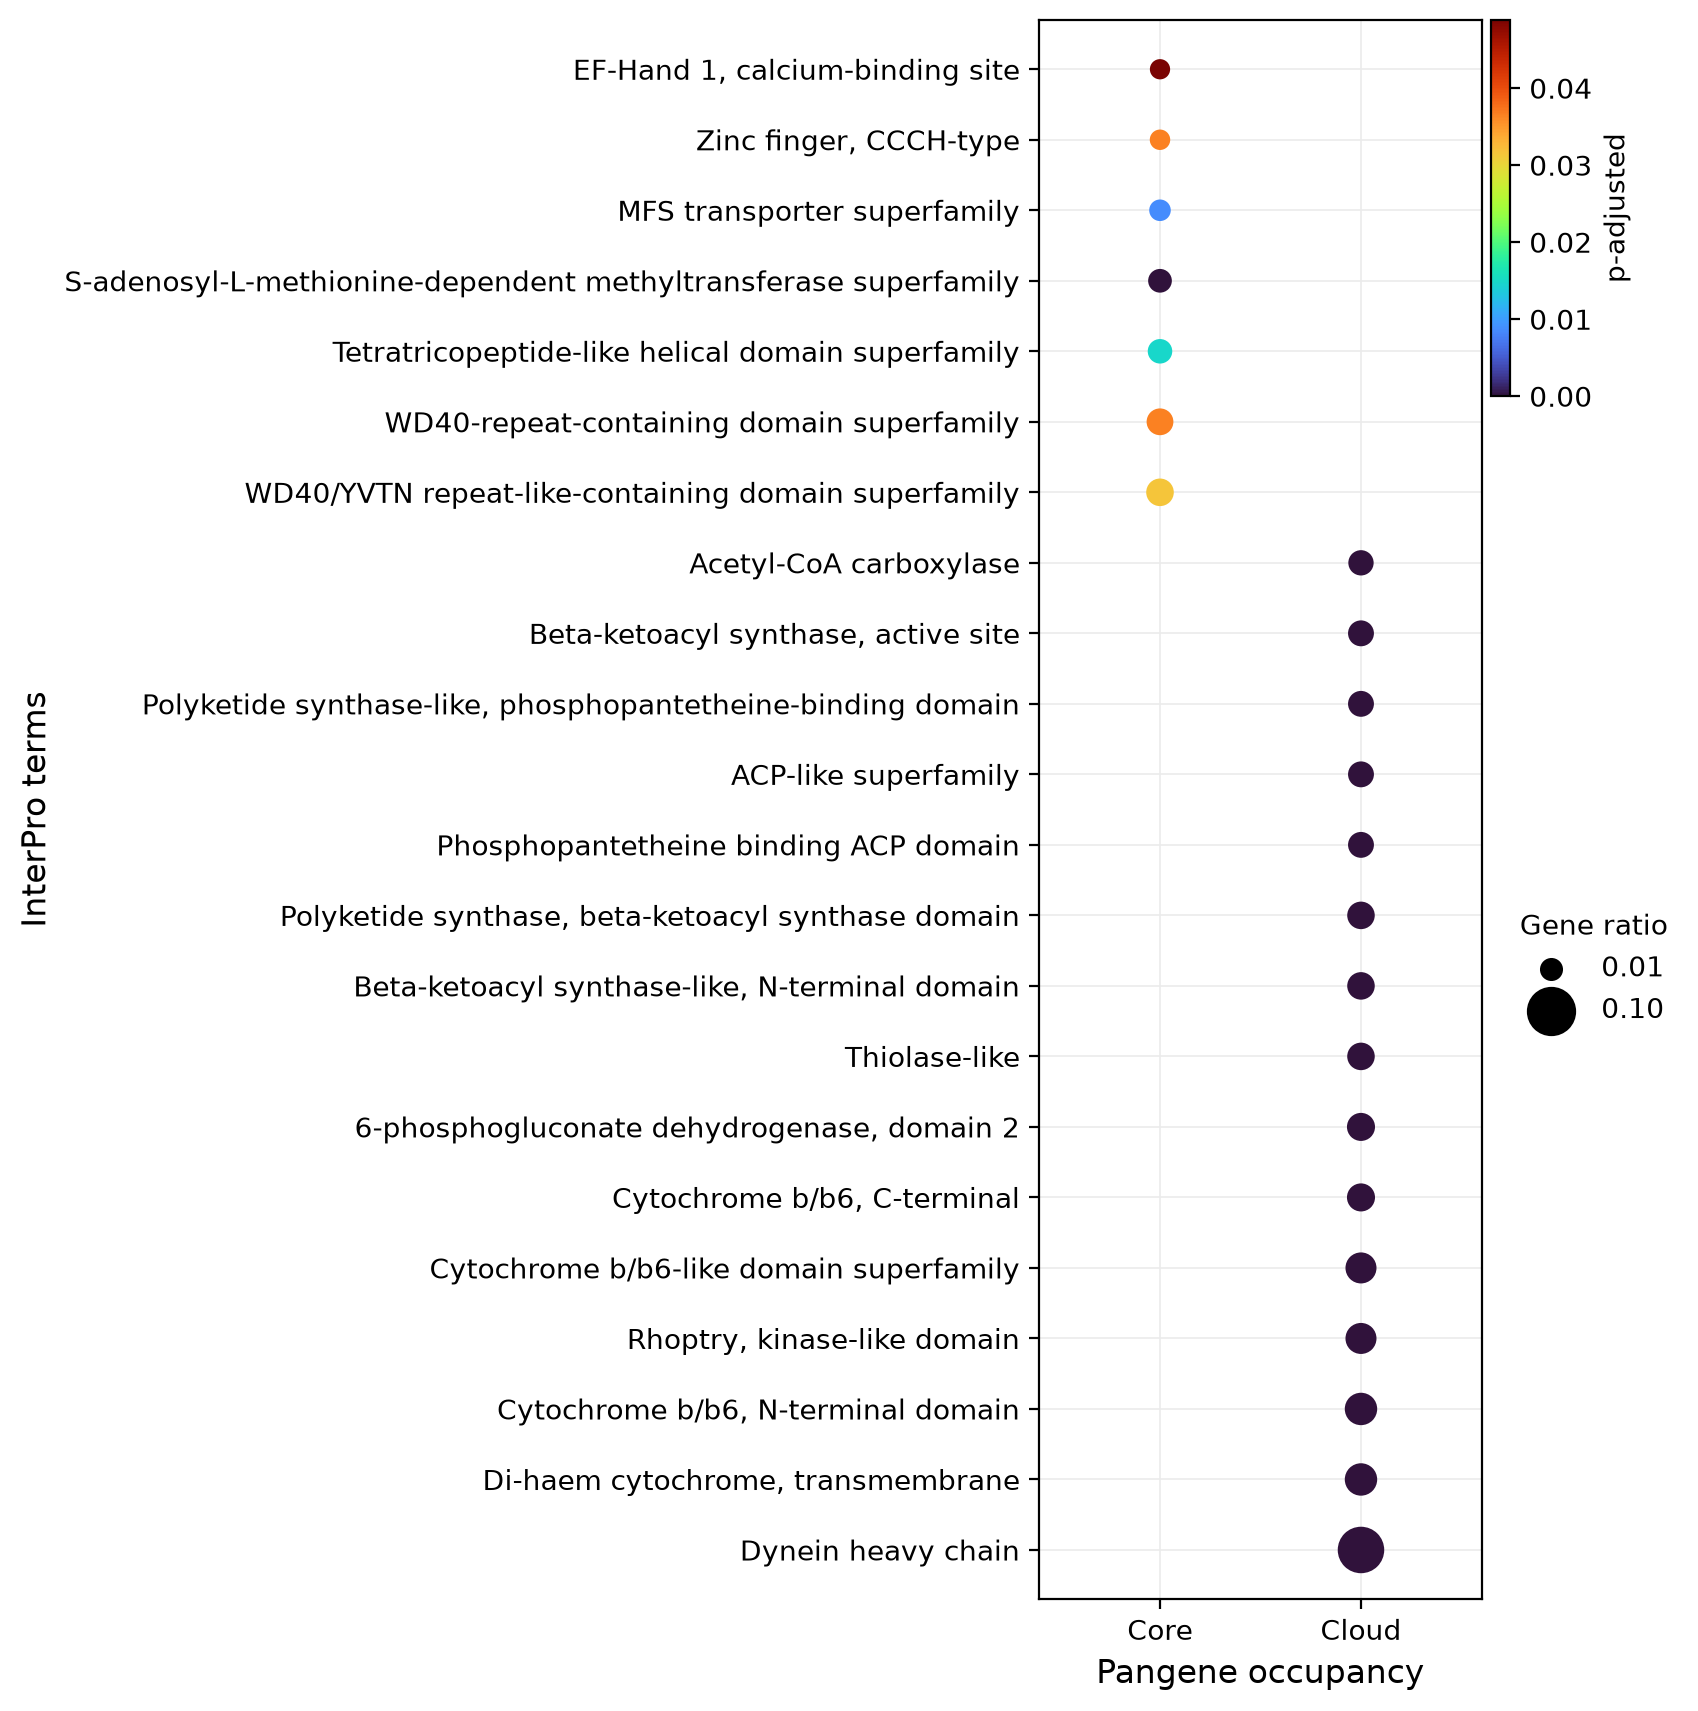 EF-Hand 1, calcium-binding site
Zinc finger, CCCH-type
MFS transporter superfamily
S-adenosyl-L-methionine-dependent methyltransferase superfamily
Tetratricopeptide-like helical domain superfamily
WD40-repeat-containing domain superfamily
WD40/YVTN repeat-like-containing domain superfamily
Acetyl-CoA carboxylase
Beta-ketoacyl synthase, active site
Polyketide synthase-like, phosphopantetheine-binding domain
ACP-like superfamily
Phosphopantetheine binding ACP domain
Polyketide synthase, beta-ketoacyl synthase domain
Beta-ketoacyl synthase-like, N-terminal domain
Thiolase-like
6-phosphogluconate dehydrogenase, domain 2
Cytochrome b/b6, C-terminal
Cytochrome b/b6-like domain superfamily
Rhoptry, kinase-like domain
Cytochrome b/b6, N-terminal domain
Di-haem cytochrome, transmembrane
Dynein heavy chain
InterPro terms
Core
Cloud
Pangene occupancy
0.04
0.03
0.02
0.01
0.00
p-adjusted
Gene ratio
0.01
0.10